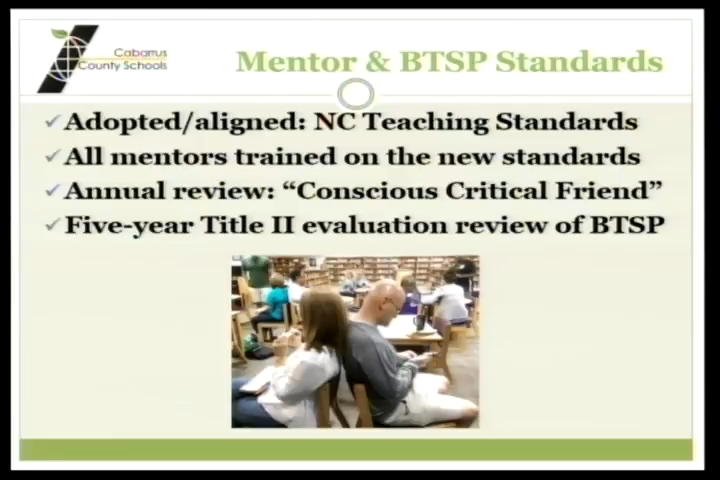 Cabarrus
County Schools
Mentor & BTSP Standards
Adopted/aligned: NC Teaching Standards
All mentors trained on the new standards
Annual review: “Conscious Critical Friend”
Five-year Title II evaluation review of BTSP